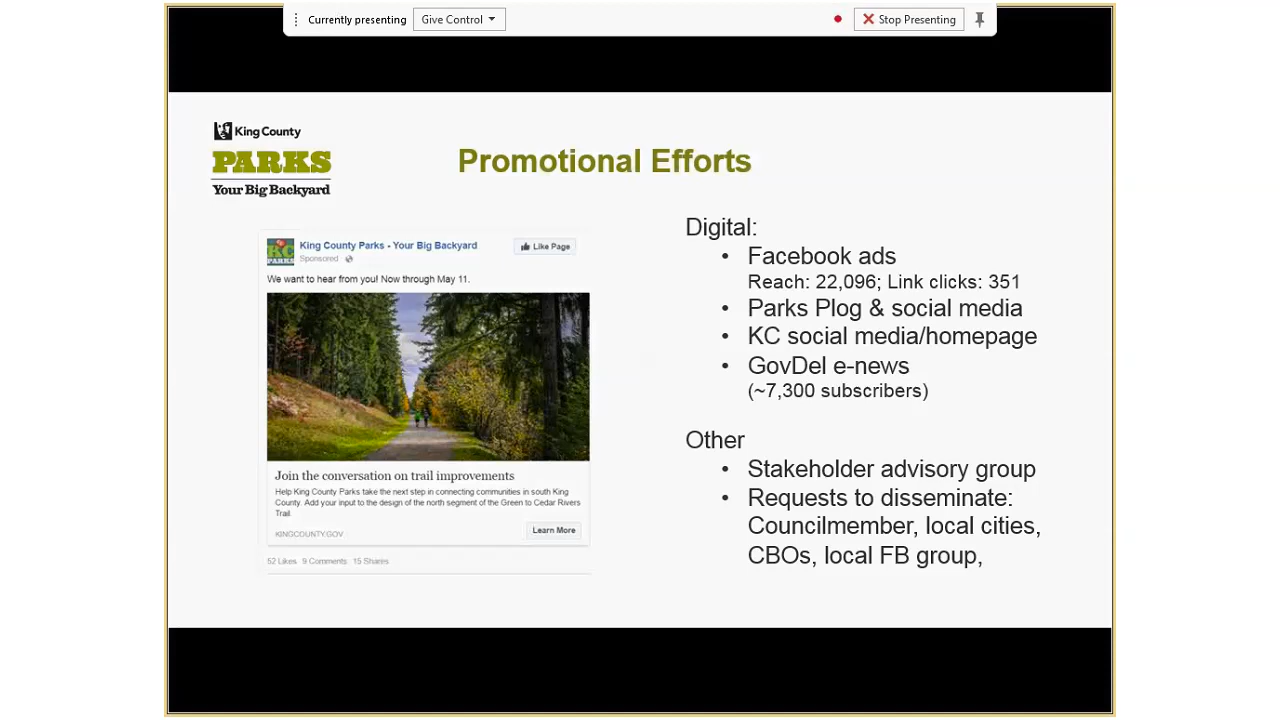 Currently presenting
Give Control
Stop Presenting
King County
PARKS
Your Big Backyard
Promotional Efforts
King County Parks - Your Big Backyard
Sponsored
Like Page
We want to hear from you! Now through May 11.
Join the conversation on trail improvements
Help King County Parks take the next step in connecting communities in south King
County. Add your input to the design of the north segment of the Green to Cedar Rivers
Trail.
KINGCOUNTY.GOV
Learn More
52 Likes 9 Comments 15 Shares
Digital:
• Facebook ads
Reach: 22,096; Link clicks: 351
• Parks Plog & social media
• KC social media/homepage
• GovDel e-news
(~7,300 subscribers)
Other
• Stakeholder advisory group
• Requests to disseminate:
Councilmember, local cities,
CBOs, local FB group,